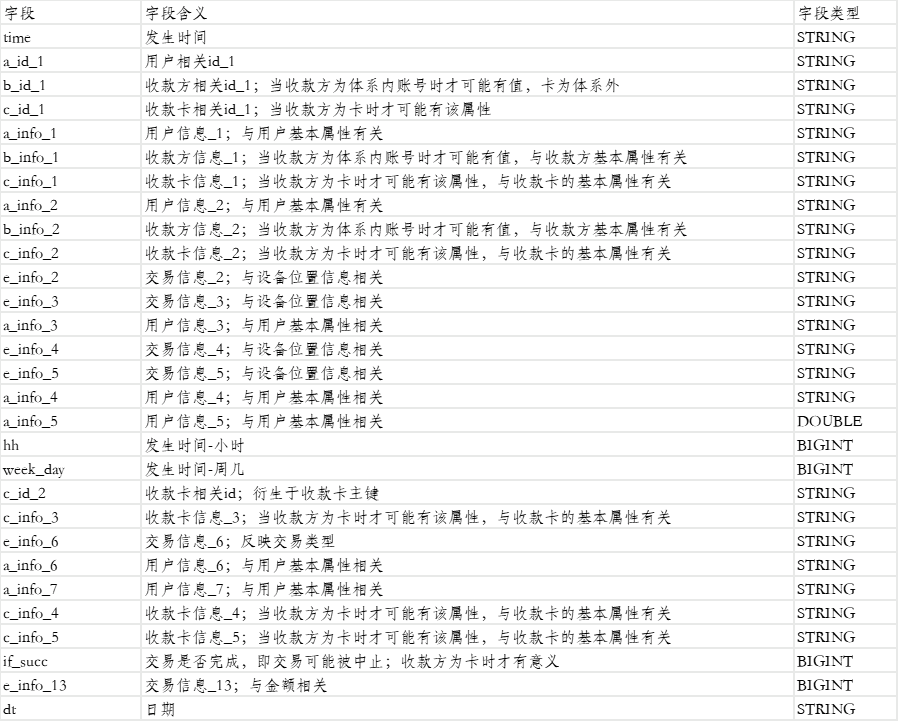 字段 字段含义 字段类型
time 发生时间 STRING
a_id_1 用户相关id_1 STRING
b_id_1 收款方相关id_1；当收款方为体系内账号时才可能有值，卡为体系外 STRING
c_id_1 收款卡相关id_1；当收款方为卡时才可能有该属性 STRING
a_info_1 用户信息_1；与用户基本属性有关 STRING
b_info_1 收款方信息_1；当收款方为体系内账号时才可能有值，与收款方基本属性有关 STRING
c_info_1 收款卡信息_1；当收款方为卡时才可能有该属性，与收款卡的基本属性有关 STRING
a_info_2 用户信息_2；与用户基本属性有关 STRING
b_info_2 收款方信息_2；当收款方为体系内账号时才可能有值，与收款方基本属性有关 STRING
c_info_2 收款卡信息_2；当收款方为卡时才可能有该属性，与收款卡的基本属性有关 STRING
e_info_2 交易信息_2；与设备位置信息相关 STRING
e_info_3 交易信息_3；与设备位置信息相关 STRING
a_info_3 用户信息_3；与用户基本属性相关 STRING
e_info_4 交易信息_4；与设备位置信息相关 STRING
e_info_5 交易信息_5；与设备位置信息相关 STRING
a_info_4 用户信息_4；与用户基本属性相关 STRING
a_info_5 用户信息_5；与用户基本属性相关 DOUBLE
hh 发生时间-小时 BIGINT
week_day 发生时间-周几 BIGINT
c_id_2 收款卡相关id；衍生于收款卡主键 STRING
c_info_3 收款卡信息_3；当收款方为卡时才可能有该属性，与收款卡的基本属性有关 STRING
e_info_6 交易信息_6；反映交易类型 STRING
a_info_6 用户信息_6；与用户基本属性相关 STRING
a_info_7 用户信息_7；与用户基本属性相关 STRING
c_info_4 收款卡信息_4；当收款方为卡时才可能有该属性，与收款卡的基本属性有关 STRING
c_info_5 收款卡信息_5；当收款方为卡时才可能有该属性，与收款卡的基本属性有关 STRING
if_succ 交易是否完成，即交易可能被中止；收款方为卡时才有意义 BIGINT
e_info_13 交易信息_13；与金额相关 BIGINT
dt 日期 STRING